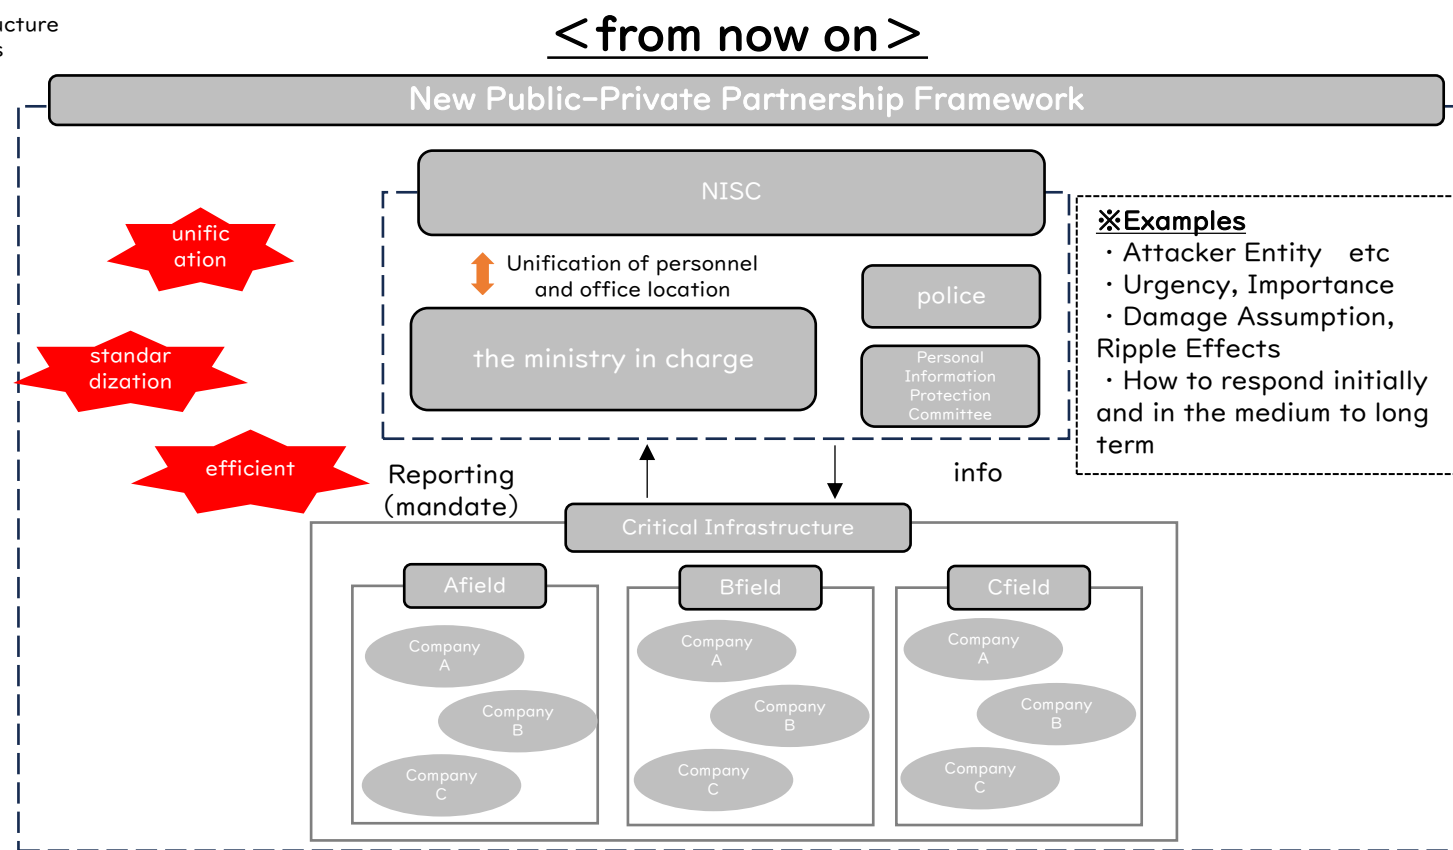 <from now on>
New Public-Private Partnership Framework
NISC
unific
ation
standar
dization
efficient
Unification of personnel
and office location
the ministry in charge
police
Personal
Information
Protection
Committee
※Examples
・Attacker Entity　etc
・Urgency, Importance
・Damage Assumption,
Ripple Effects
・How to respond initially
and in the medium to long
term
Reporting
(mandate)
info
Critical Infrastructure
Afield
Company
A
Company
B
Company
C
Bfield
Company
A
Company
B
Company
C
Cfield
Company
A
Company
B
Company
C